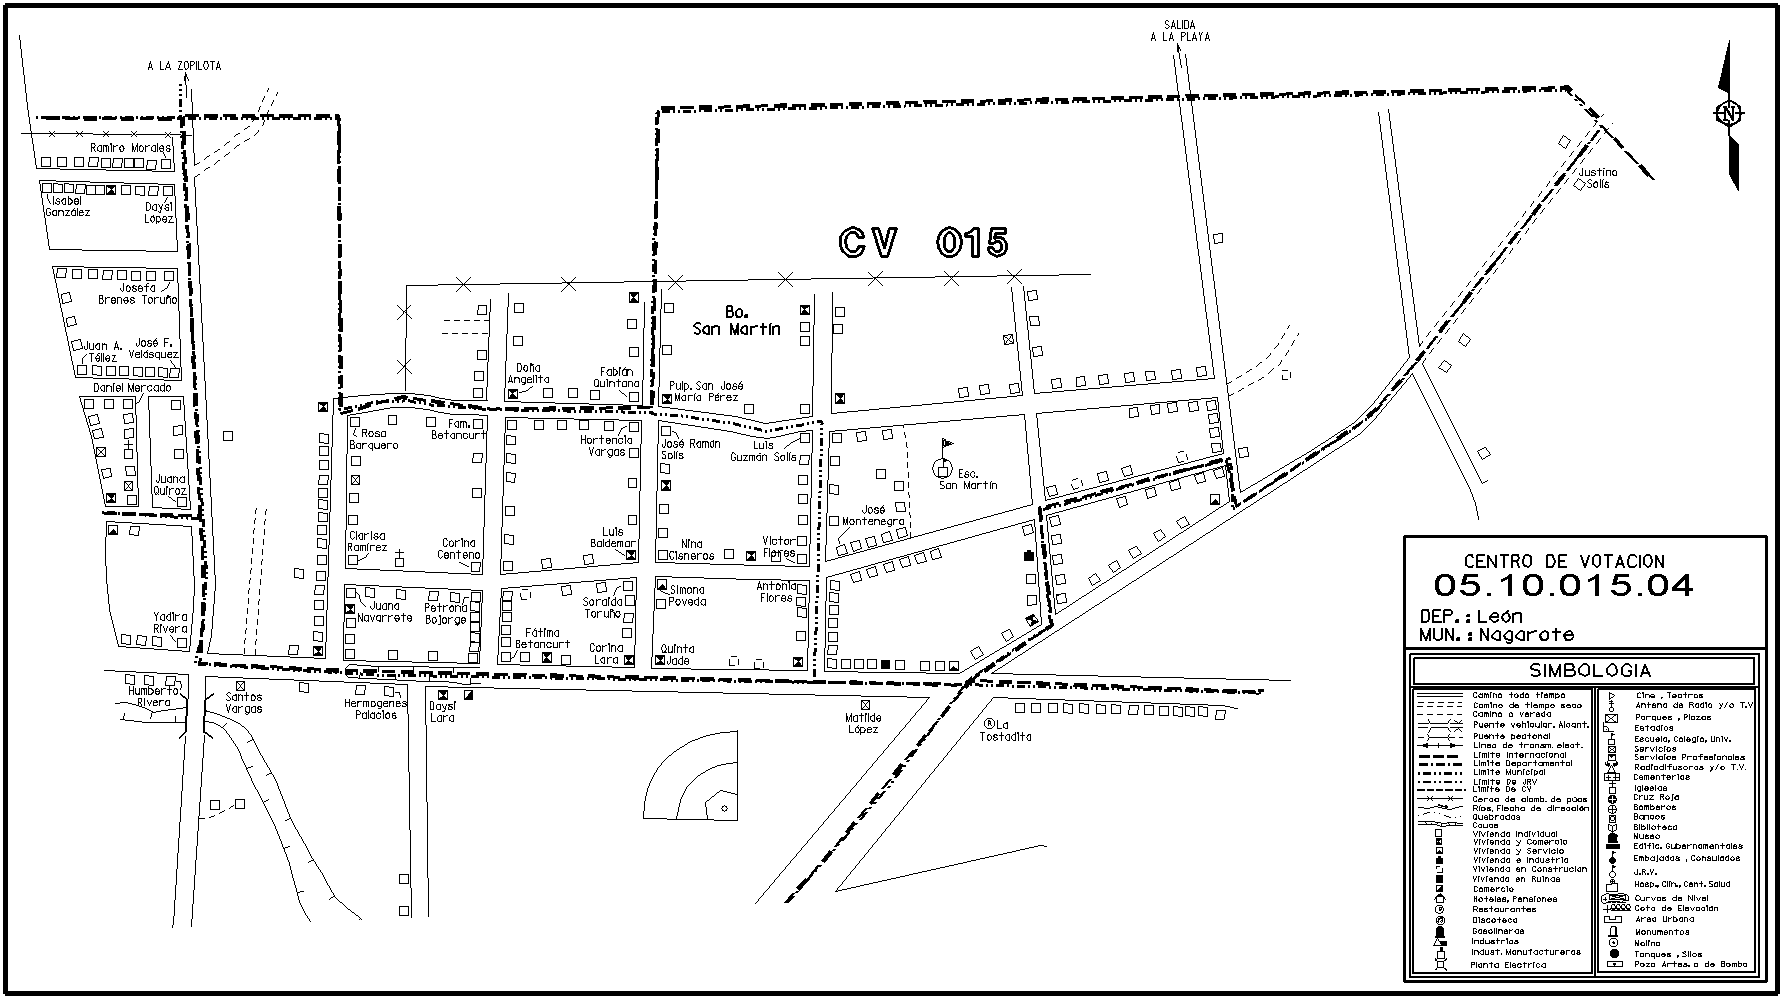 SALIDA
A LA PLAYA
A LA ZOPILOTA
N
Ramiro Morales
Justina
Solís
Isabel
González
Daysi
López
CV 015
Josefa
Brenes Toruño
Bo.
San Martín
Juan A.
Téllez
José F.
Velásquez
Daniel Mercado
Doña
Angelita
Fabián
Quintana
Pulp. San José
María Pérez
Rosa
Barquero
Fam.
Betancurt
Hortencia
Vargas
José Ramón
Solís
Luis
Guzmán Solís
Juana
Quiroz
Esc.
San Martín
José
Montenegro
Clarisa
Ramírez
Corina
Centeno
Luis
Baldemar
Nina
Cisneros
Victor
Flores
Juana
Navarrete
Petrona
Bojorge
Soraida
Toruño
Simona
Poveda
Antonia
Flores
Yadira
Rivera
Fátima
Betancurt
Corina
Lara
Quinta
Jade
Humberto
Rivera
Santos
Vargas
Hermogenes
Palacios
Daysi
Lara
Matilde
López
R La
Tostadita
CENTRO DE VOTACION
05.10.015.04
DEP.: León
MUN.: Nagarote
SIMBOLOGIA
Camino todo tiempo
Camino de tiempo seco
Camino o vereda
Puente vehicular. Alcant.
Puente peatonal
Linea de transm. elect.
Limite Internacional
Limite Departamental
Limite Municipal
Limite De JRV
Limite De CV
Cerca de alamb. de púas
Ríos, Flecha de dirección
Quebradas
Cauce
Vivienda Individual
Vivienda y Comercio
Vivienda y Servicio
Vivienda e Industria
Vivienda en Construcion
Vivienda en Ruinas
Comercio
Hoteles, Pensiones
Restaurantes
Discoteca
Gasolineras
Industrias
Indust. Manufactureras
Planta Electrica
Cine , Teatros
Antena de Radio y/o T.V
Parques , Plazas
Estadios
Escuela, Colegio, Univ.
Servicios
Servicios Profesionales
Radiodifusoras y/o T.V.
Cementerios
Iglesias
Cruz Roja
Bomberos
Bancos
Biblioteca
Museo
Edific. Gubernamentales
Embajadas , Consulados
J.R.V.
Hosp., Clin., Cent. Salud
Curvas de Nivel
Cota de Elevación
Area Urbana
Monumentos
Molino
Tanques , Silos
Pozo Artes. o de Bomba